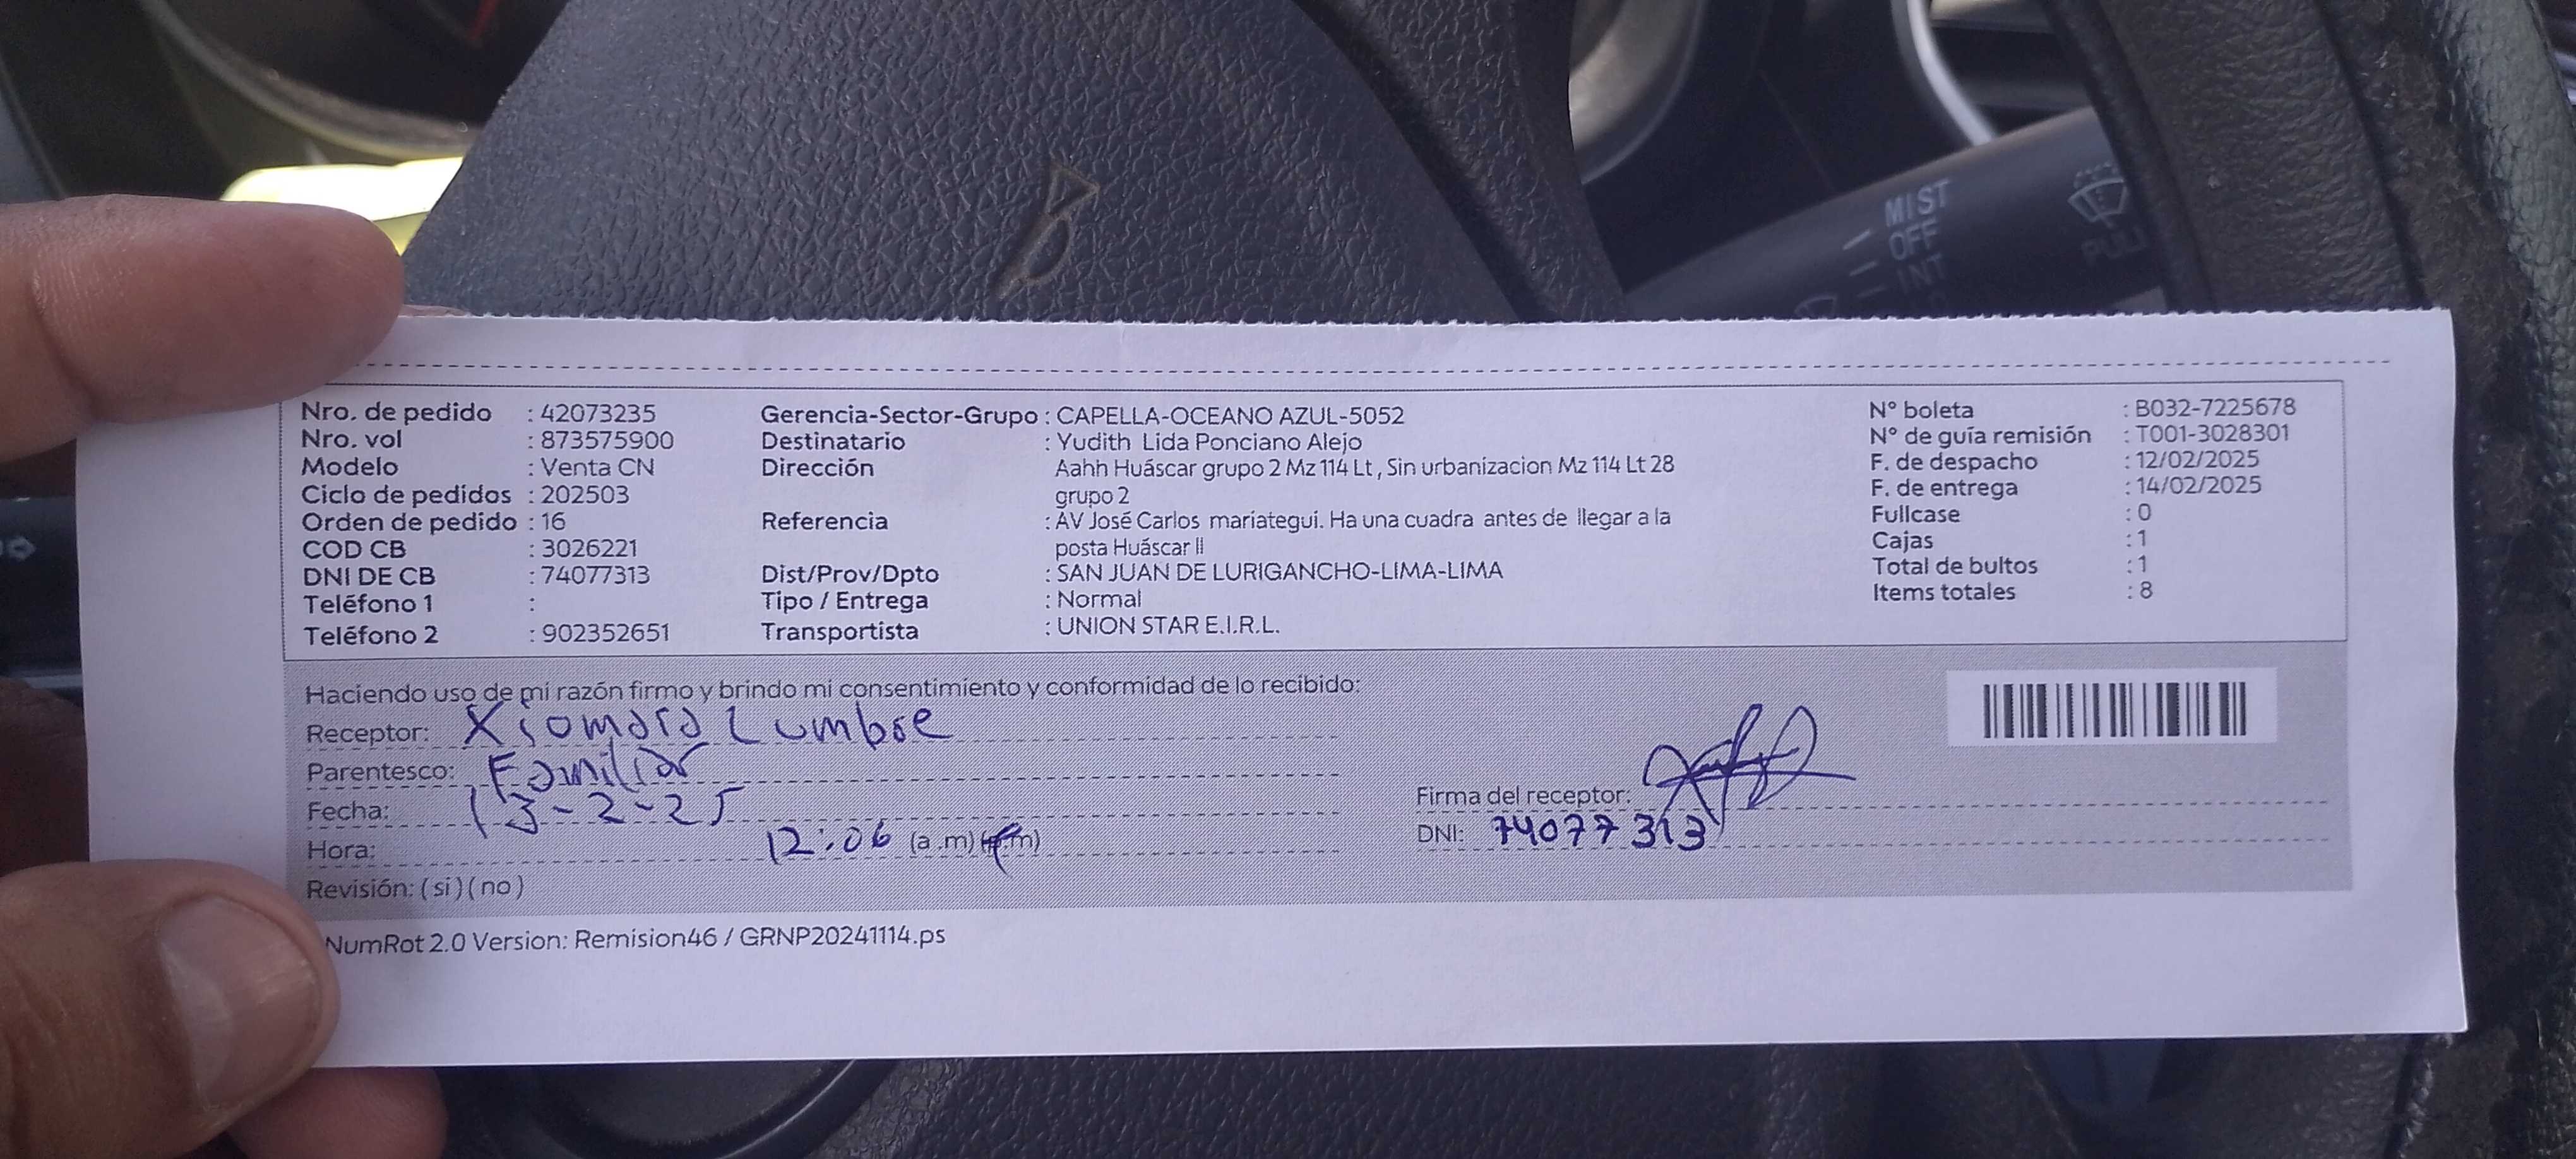 MIST
OFF
INT
PULL
Nro. de pedido : 42073235
Nro. vol : 873575900
Modelo : Venta CN
Ciclo de pedidos : 202503
Orden de pedido : 16
COD CB : 3026221
DNI DE CB : 74077313
Teléfono 1 :
Teléfono 2 : 902352651
Gerencia-Sector-Grupo : CAPELLA-OCEANO AZUL-5052
Destinatario : Yudith Lida Ponciano Alejo
Dirección Aahh Huáscar grupo 2 Mz 114 Lt , Sin urbanizacion Mz 114 Lt 28
grupo 2
Referencia : AV José Carlos mariategui. Ha una cuadra antes de llegar a la
posta Huáscar II
Dist/Prov/Dpto : SAN JUAN DE LURIGANCHO-LIMA-LIMA
Tipo / Entrega : Normal
Transportista : UNION STAR E.I.R.L.
N° boleta : B032-7225678
N° de guía remisión : T001-3028301
F. de despacho : 12/02/2025
F. de entrega : 14/02/2025
Fullcase : 0
Cajas : 1
Total de bultos : 1
Items totales : 8
Haciendo uso de mi razón firmo y brindo mi consentimiento y conformidad de lo recibido:
Receptor: Xiomara Lumbre
Parentesco: Familiar
Fecha: 13-2-25
Hora: 12:06 (a.m) (p.m)
Revisión: (si) (no)
Firma del receptor:
DNI: 74077313
NumRot 2.0 Version: Remision46 / GRNP20241114.ps